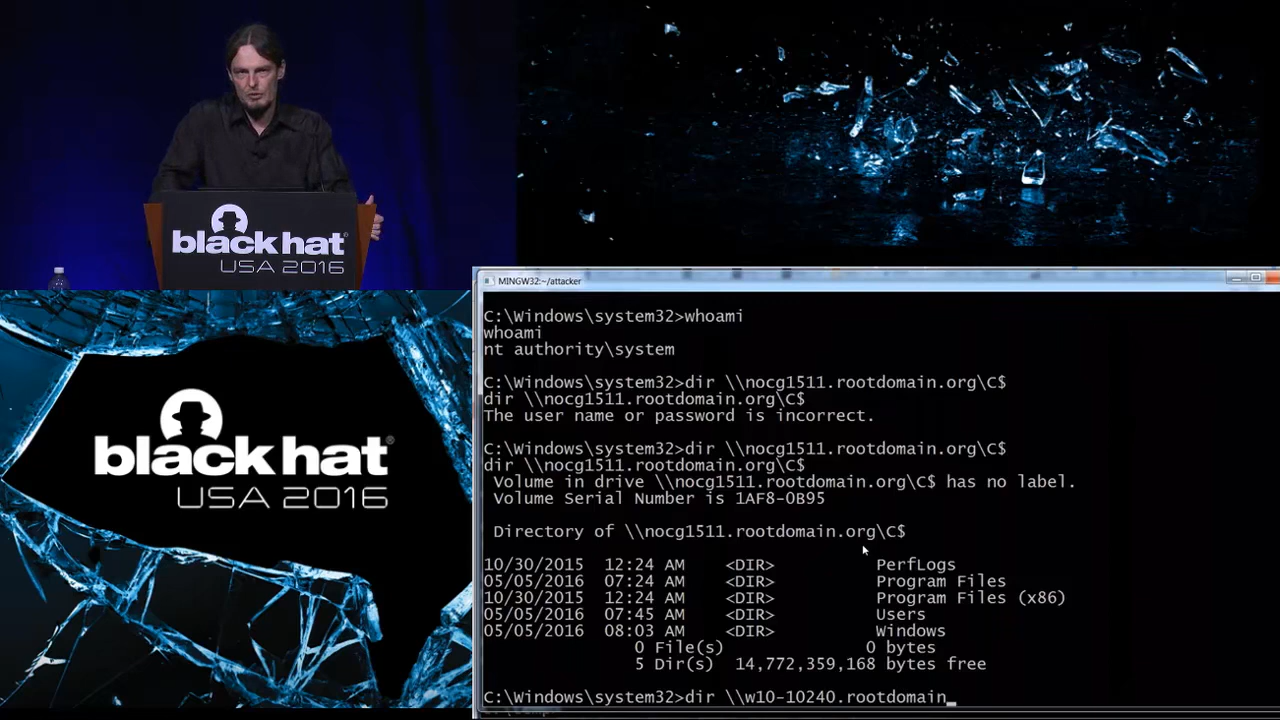 black hat
USA 2016
black hat®
USA 2016
MINGW32:~/attacker
C:\Windows\system32>whoami
whoami
nt authority\system
C:\Windows\system32>dir \\nocg1511.rootdomain.org\C$
dir \\nocg1511.rootdomain.org\C$
The user name or password is incorrect.
C:\Windows\system32>dir \\nocg1511.rootdomain.org\C$
dir \\nocg1511.rootdomain.org\C$
Volume in drive \\nocg1511.rootdomain.org\C$ has no label.
Volume Serial Number is 1AF8-0B95
Directory of \\nocg1511.rootdomain.org\C$
10/30/2015 12:24 AM <DIR> PerfLogs
05/05/2016 07:24 AM <DIR> Program Files
10/30/2015 12:24 AM <DIR> Program Files (x86)
05/05/2016 07:45 AM <DIR> Users
05/05/2016 08:03 AM <DIR> Windows
0 File(s) 0 bytes
5 Dir(s) 14,772,359,168 bytes free
C:\Windows\system32>dir \\w10-10240.rootdomain_